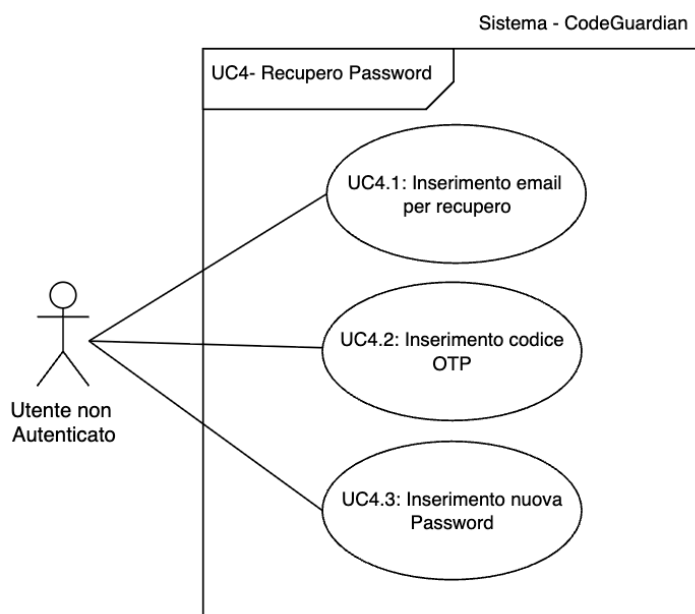 Sistema - CodeGuardian
UC4- Recupero Password
UC4.1: Inserimento email
per recupero
UC4.2: Inserimento codice
OTP
Utente non
Autenticato
UC4.3: Inserimento nuova
Password